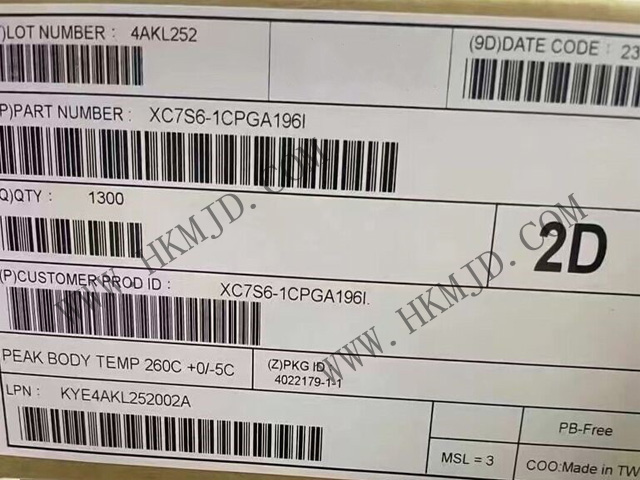 )LOT NUMBER : 4AKL252
(9D)DATE CODE : 23
P)PART NUMBER : XC7S6-1CPGA196I
Q)QTY : 1300
2D
(P)CUSTOMER PROD ID : XC7S6-1CPGA196I.
PEAK BODY TEMP 260C +0/-5C
(Z)PKG ID
4022179-1-1
LPN : KYE4AKL252002A
PB-Free
MSL = 3
COO:Made in TW
WWW.HKMJD.COM
WWW.HKMJD.COM